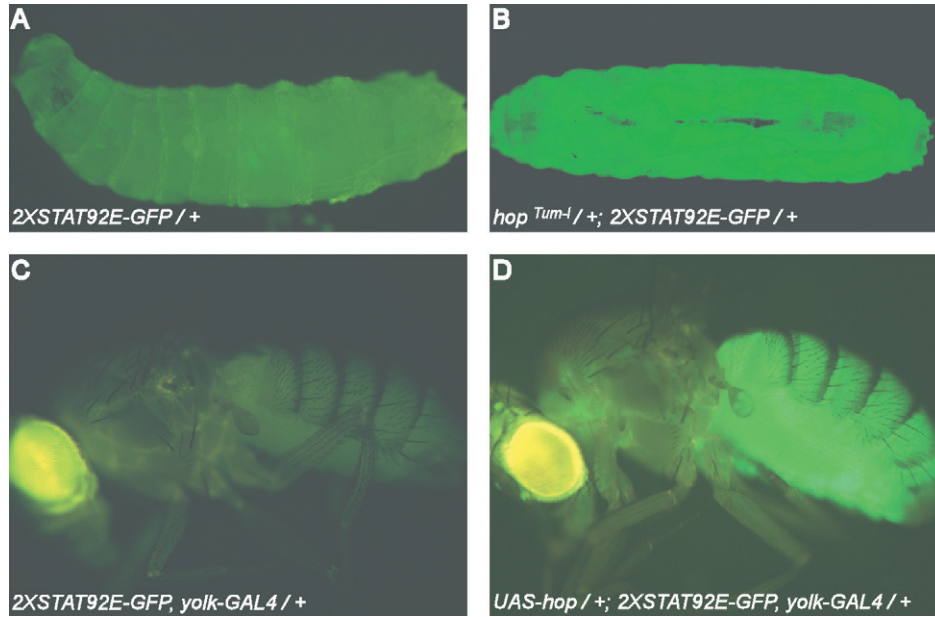 A
2XSTAT92E-GFP / +
B
hop Tum-l / +; 2XSTAT92E-GFP / +
C
2XSTAT92E-GFP, yolk-GAL4 / +
D
UAS-hop / +; 2XSTAT92E-GFP, yolk-GAL4 / +